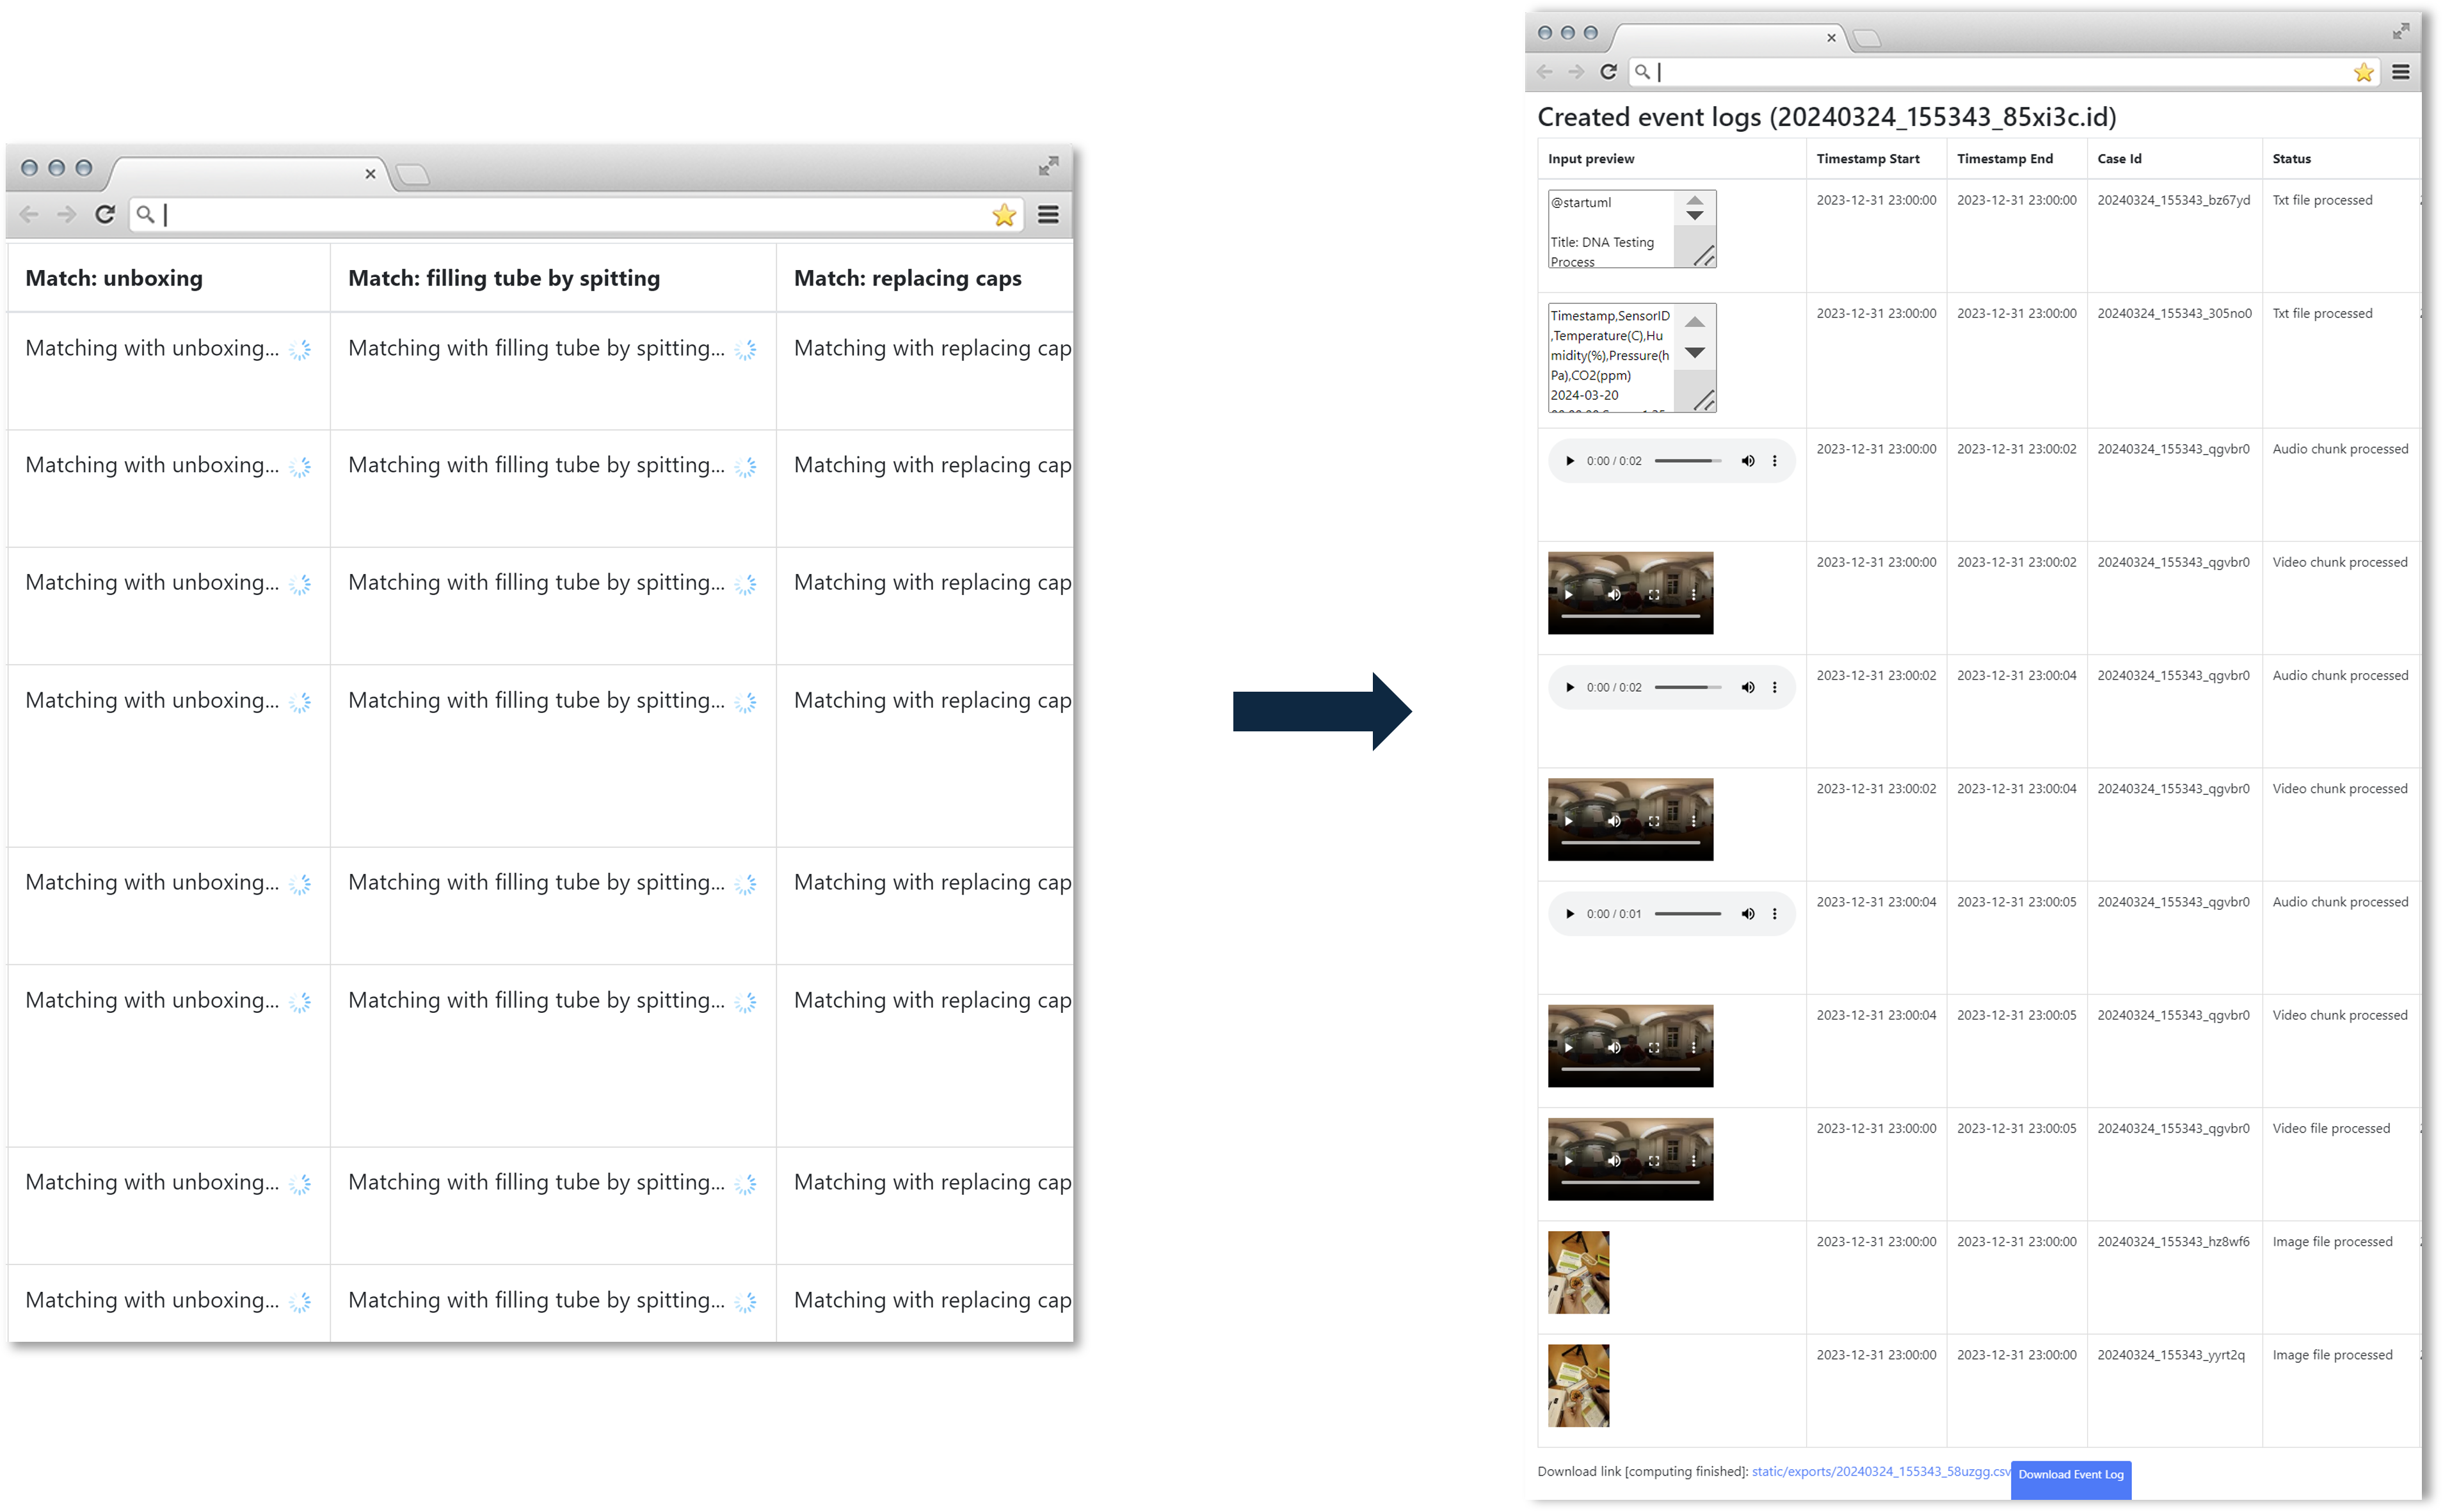 Match: unboxing Match: filling tube by spitting Match: replacing caps
Matching with unboxing... Matching with filling tube by spitting... Matching with replacing cap
Matching with unboxing... Matching with filling tube by spitting... Matching with replacing cap
Matching with unboxing... Matching with filling tube by spitting... Matching with replacing cap
Matching with unboxing... Matching with filling tube by spitting... Matching with replacing cap
Matching with unboxing... Matching with filling tube by spitting... Matching with replacing cap
Matching with unboxing... Matching with filling tube by spitting... Matching with replacing cap
Matching with unboxing... Matching with filling tube by spitting... Matching with replacing cap
Matching with unboxing... Matching with filling tube by spitting... Matching with replacing cap
Created event logs (20240324_155343_85xi3c.id)
Input preview Timestamp Start Timestamp End Case Id Status
@startuml 2023-12-31 23:00:00 2023-12-31 23:00:00 20240324_155343_bz67yd Txt file processed
Title: DNA Testing
Process
Timestamp,SensorID 2023-12-31 23:00:00 2023-12-31 23:00:00 20240324_155343_305no0 Txt file processed
,Temperature(C),Hu
midity(%),Pressure(h
Pa),CO2(ppm)
2024-03-20
0:00 / 0:02 2023-12-31 23:00:00 2023-12-31 23:00:02 20240324_155343_qgvbr0 Audio chunk processed
2023-12-31 23:00:00 2023-12-31 23:00:02 20240324_155343_qgvbr0 Video chunk processed
0:00 / 0:02 2023-12-31 23:00:02 2023-12-31 23:00:04 20240324_155343_qgvbr0 Audio chunk processed
2023-12-31 23:00:02 2023-12-31 23:00:04 20240324_155343_qgvbr0 Video chunk processed
0:00 / 0:01 2023-12-31 23:00:04 2023-12-31 23:00:05 20240324_155343_qgvbr0 Audio chunk processed
2023-12-31 23:00:04 2023-12-31 23:00:05 20240324_155343_qgvbr0 Video chunk processed
2023-12-31 23:00:00 2023-12-31 23:00:05 20240324_155343_qgvbr0 Video file processed
2023-12-31 23:00:00 2023-12-31 23:00:00 20240324_155343_hz8wf6 Image file processed
2023-12-31 23:00:00 2023-12-31 23:00:00 20240324_155343_yyrt2q Image file processed
Download link [computing finished]: static/exports/20240324_155343_58uzgg.csv Download Event Log